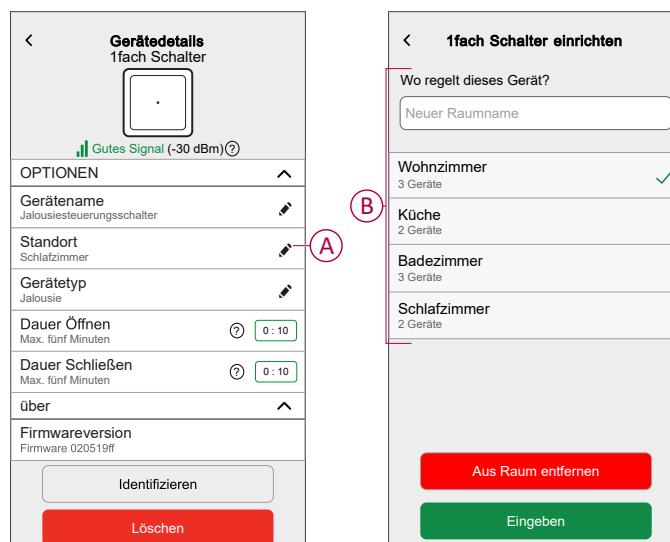 Gerätedetails
1fach Schalter
Gutes Signal (-30 dBm) ?
OPTIONEN
Gerätename
Jalousiesteuerungsschalter
Standort
Schlafzimmer
A
Gerätetyp
Jalousie
Dauer Öffnen
Max. fünf Minuten
? 0 : 10
Dauer Schließen
Max. fünf Minuten
? 0 : 10
über
Firmwareversion
Firmware 020519ff
Identifizieren
Löschen
1fach Schalter einrichten
Wo regelt dieses Gerät?
Neuer Raumname
B
Wohnzimmer
3 Geräte
Küche
2 Geräte
Badezimmer
3 Geräte
Schlafzimmer
2 Geräte
Aus Raum entfernen
Eingeben